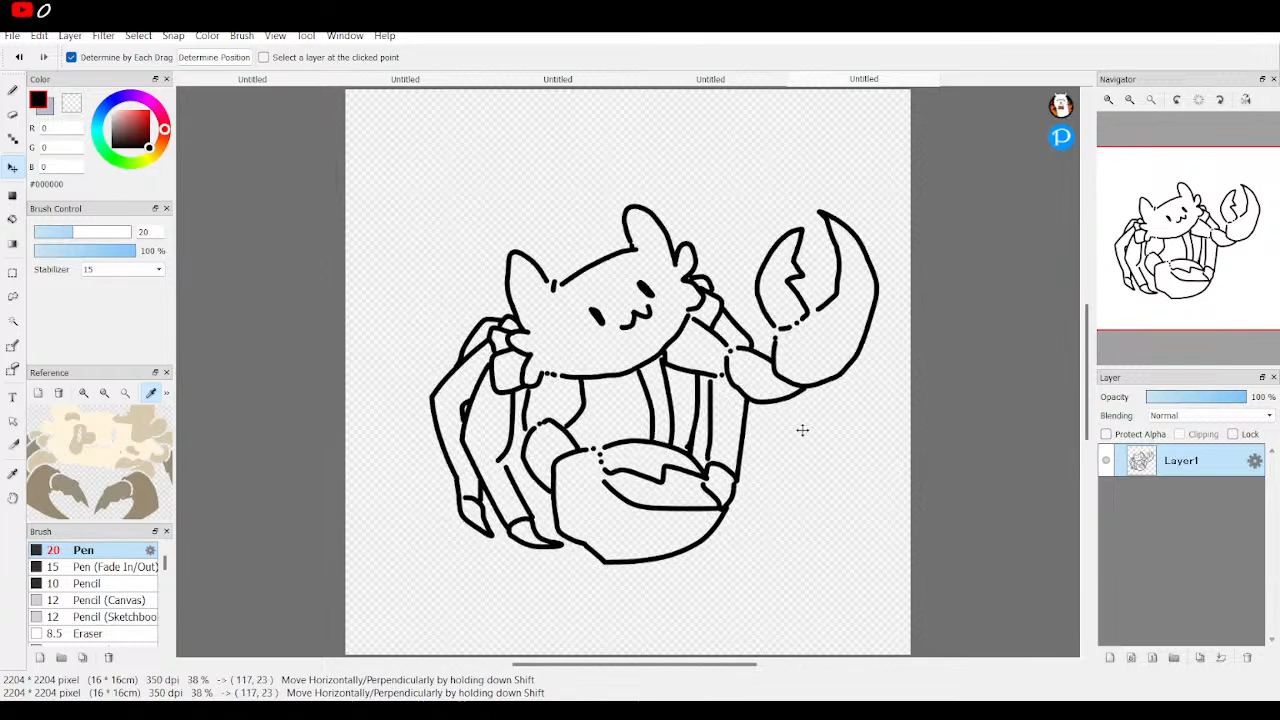 0
File Edit Layer Filter Select Snap Color Brush View Tool Window Help
Determine by Each Drag Determine Position Select a layer at the clicked point
Untitled Untitled Untitled Untitled Untitled
Color
R 0
G 0
B 0
#000000
Brush Control
20
100 %
Stabilizer 15
Reference
»
Brush
20 Pen
15 Pen (Fade In/Out)
10 Pencil
12 Pencil (Canvas)
12 Pencil (Sketchboo
8.5 Eraser
2204 * 2204 pixel (16 * 16cm) 350 dpi 38 % -> ( 117, 23 ) Move Horizontally/Perpendicularly by holding down Shift
2204 * 2204 pixel (16 * 16cm) 350 dpi 38 % -> ( 117, 23 ) Move Horizontally/Perpendicularly by holding down Shift
Navigator
Layer
Opacity 100 %
Blending Normal
Protect Alpha Clipping Lock
Layer1